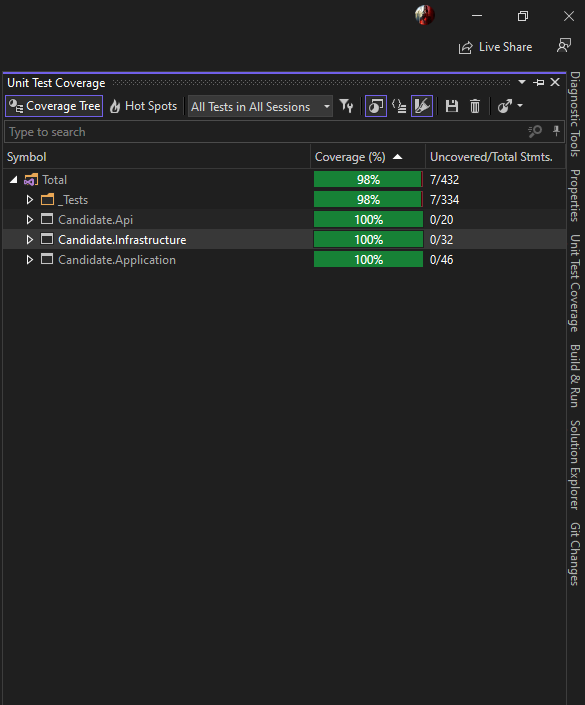 Live Share
Unit Test Coverage
Coverage Tree Hot Spots All Tests in All Sessions
Type to search
Symbol Coverage (%) Uncovered/Total Stmts.
Total 98% 7/432
_Tests 98% 7/334
Candidate.Api 100% 0/20
Candidate.Infrastructure 100% 0/32
Candidate.Application 100% 0/46
Diagnostic Tools
Properties
Unit Test Coverage
Build & Run
Solution Explorer
Git Changes